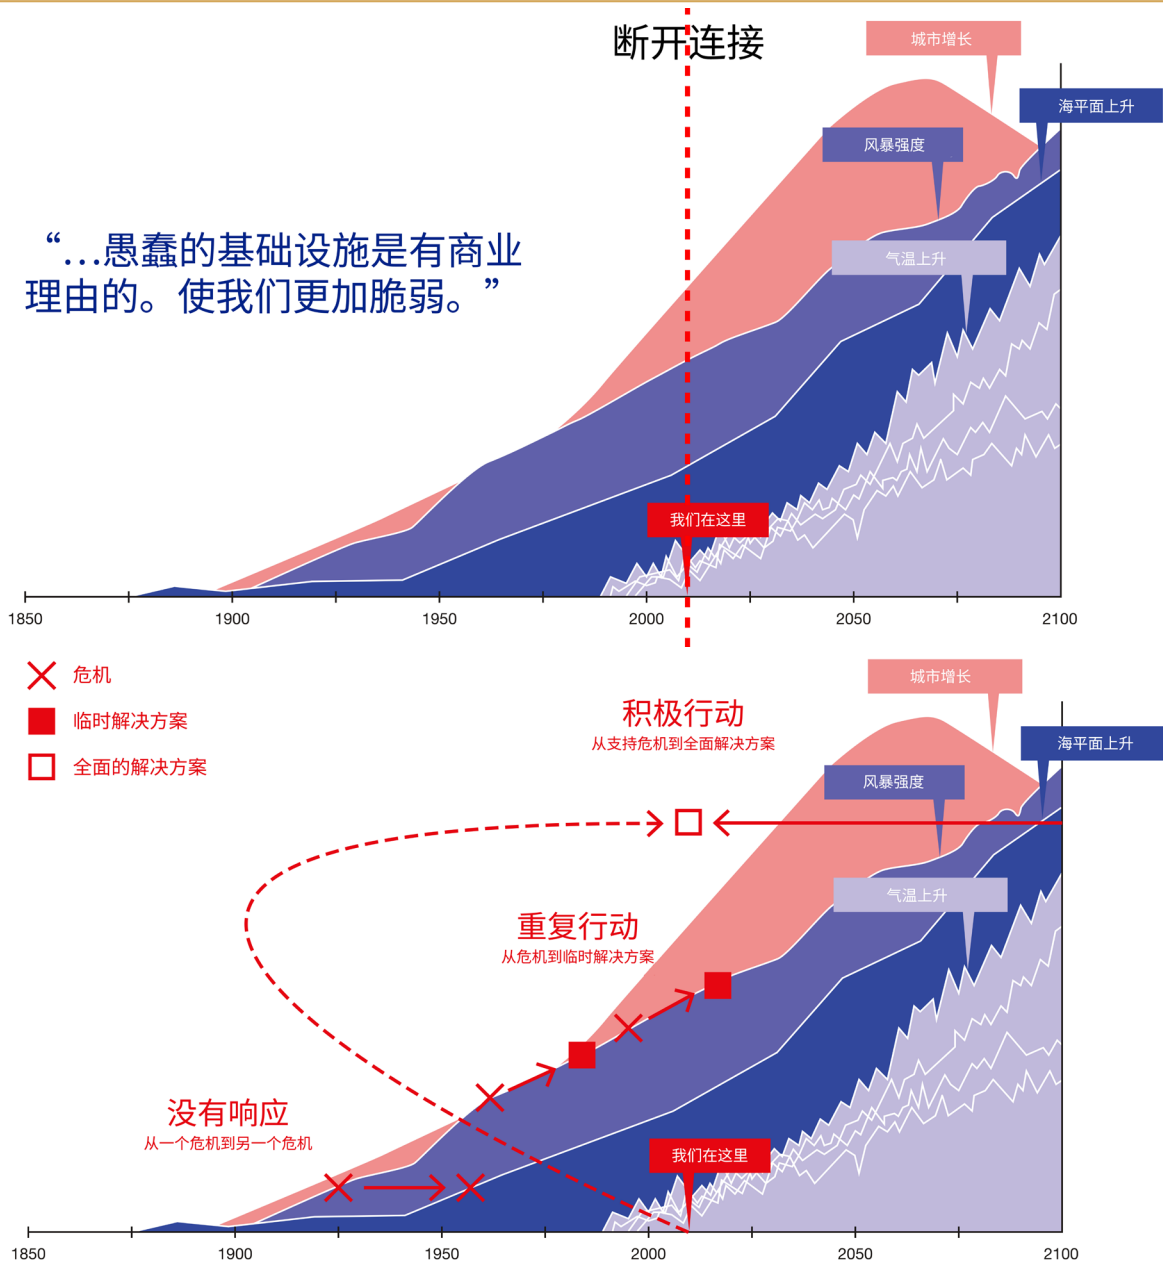 断开连接
城市增长
海平面上升
风暴强度
“…愚蠢的基础设施是有商业
理由的。使我们更加脆弱。”
气温上升
我们在这里
1850
1900
1950
2000
2050
2100
危机
临时解决方案
全面的解决方案
城市增长
积极行动
从支持危机到全面解决方案
海平面上升
风暴强度
气温上升
重复行动
从危机到临时解决方案
没有响应
从一个危机到另一个危机
我们在这里
1850
1900
1950
2000
2050
2100